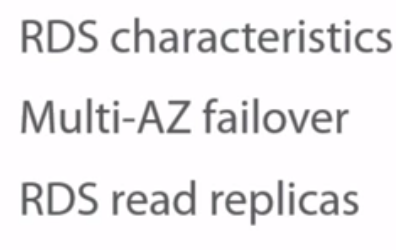 RDS characteristics
Multi-AZ failover
RDS read replicas